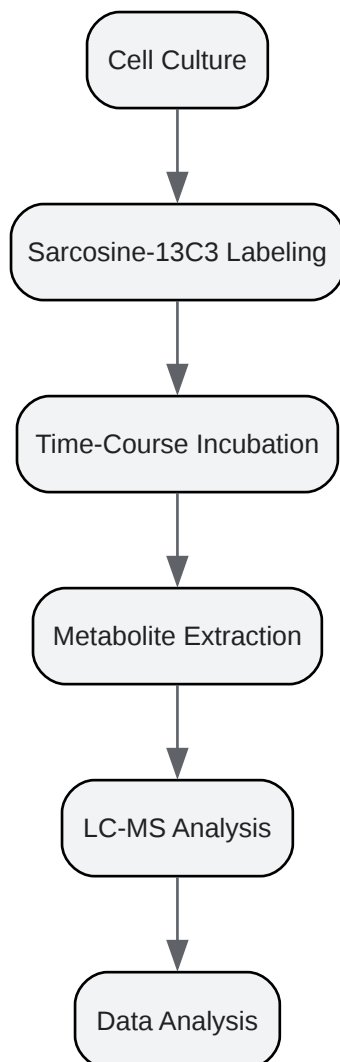 Cell Culture
Sarcosine-13C3 Labeling
Time-Course Incubation
Metabolite Extraction
LC-MS Analysis
Data Analysis